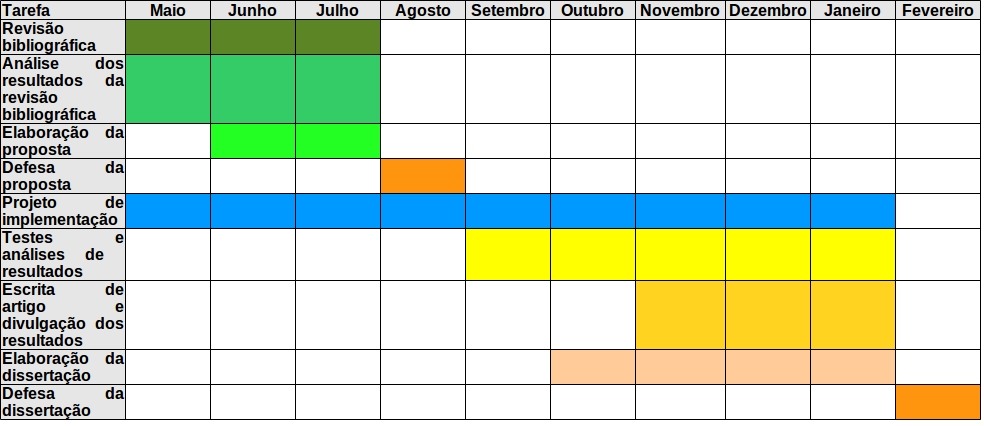 Tarefa Maio Junho Julho Agosto Setembro Outubro Novembro Dezembro Janeiro Fevereiro
Revisão
bibliográfica
Análise dos
resultados da
revisão
bibliográfica
Elaboração da
proposta
Defesa da
proposta
Projeto de
implementação
Testes e
análises de
resultados
Escrita de
artigo e
divulgação dos
resultados
Elaboração da
dissertação
Defesa da
dissertação